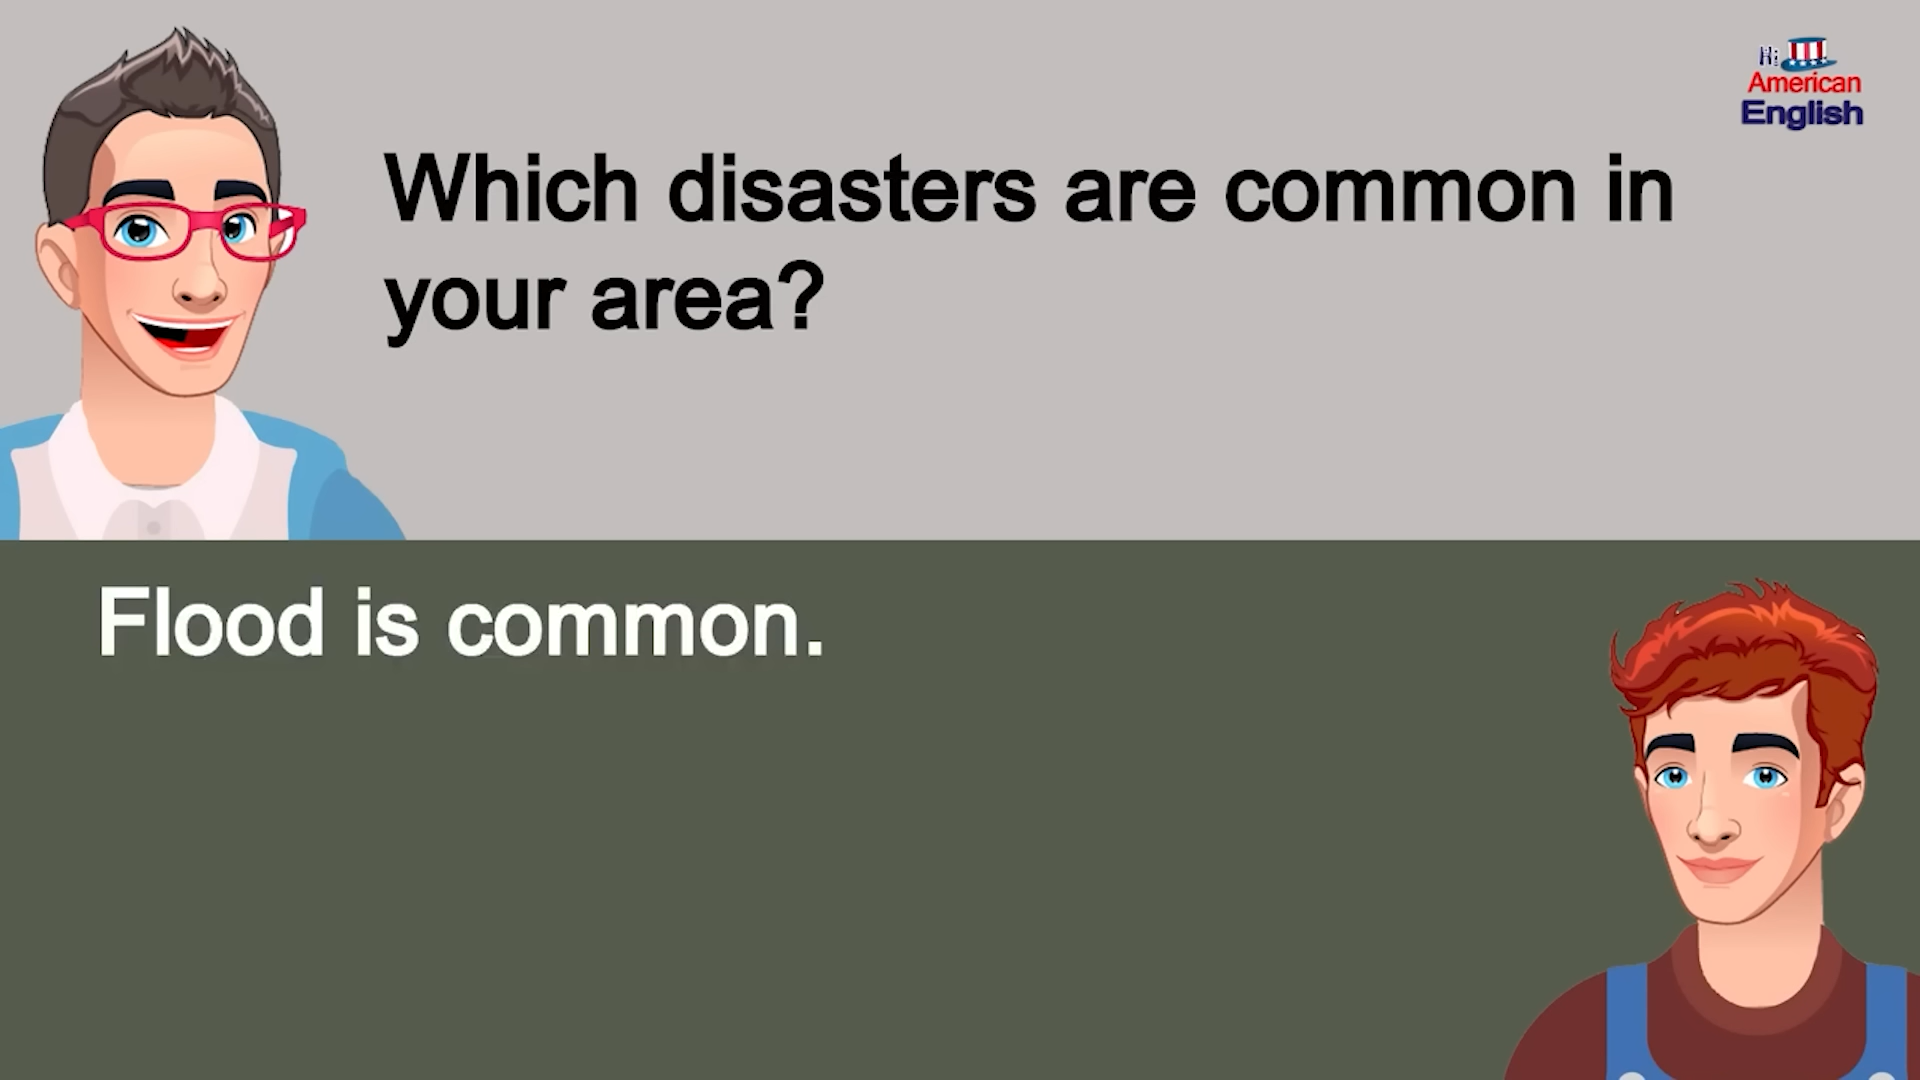 Hi
American
English
Which disasters are common in
your area?
Flood is common.